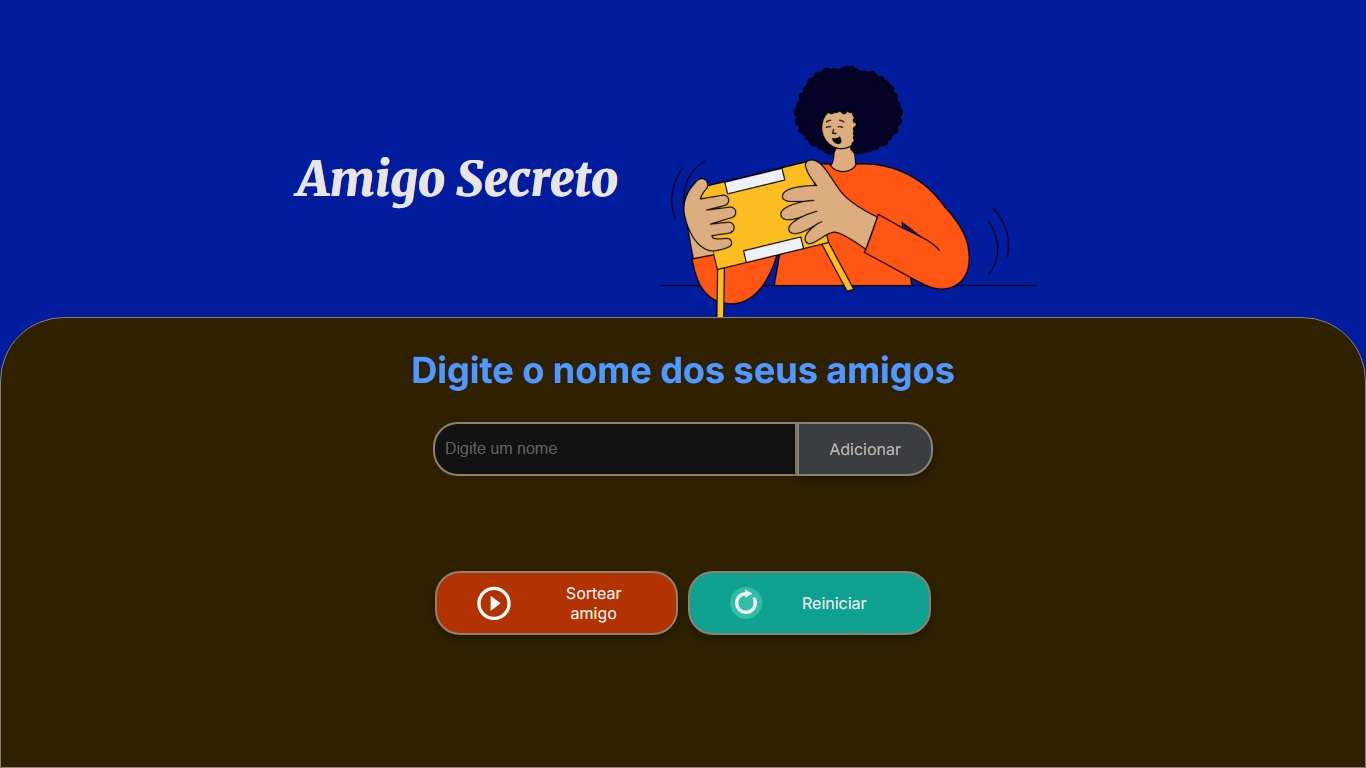 Amigo Secreto
Digite o nome dos seus amigos
Digite um nome
Adicionar
Sortear
amigo
Reiniciar